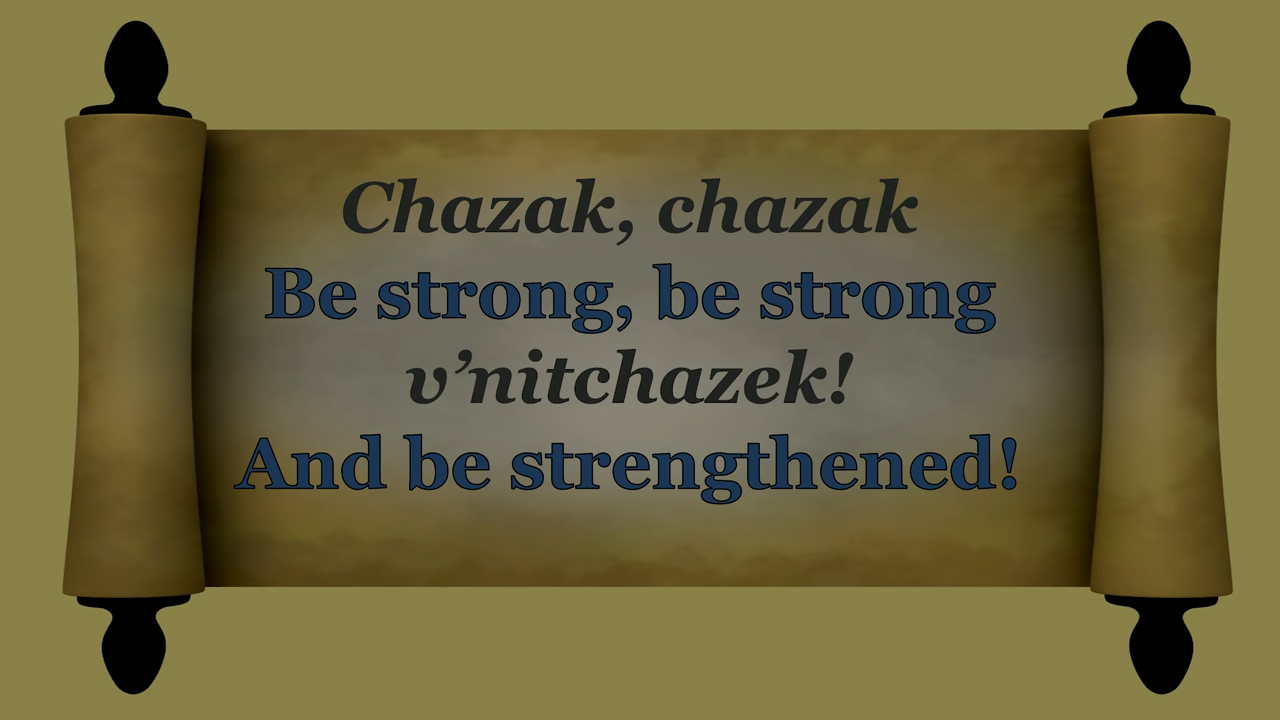 Chazak, chazak
Be strong, be strong
v’nitchazek!
And be strengthened!